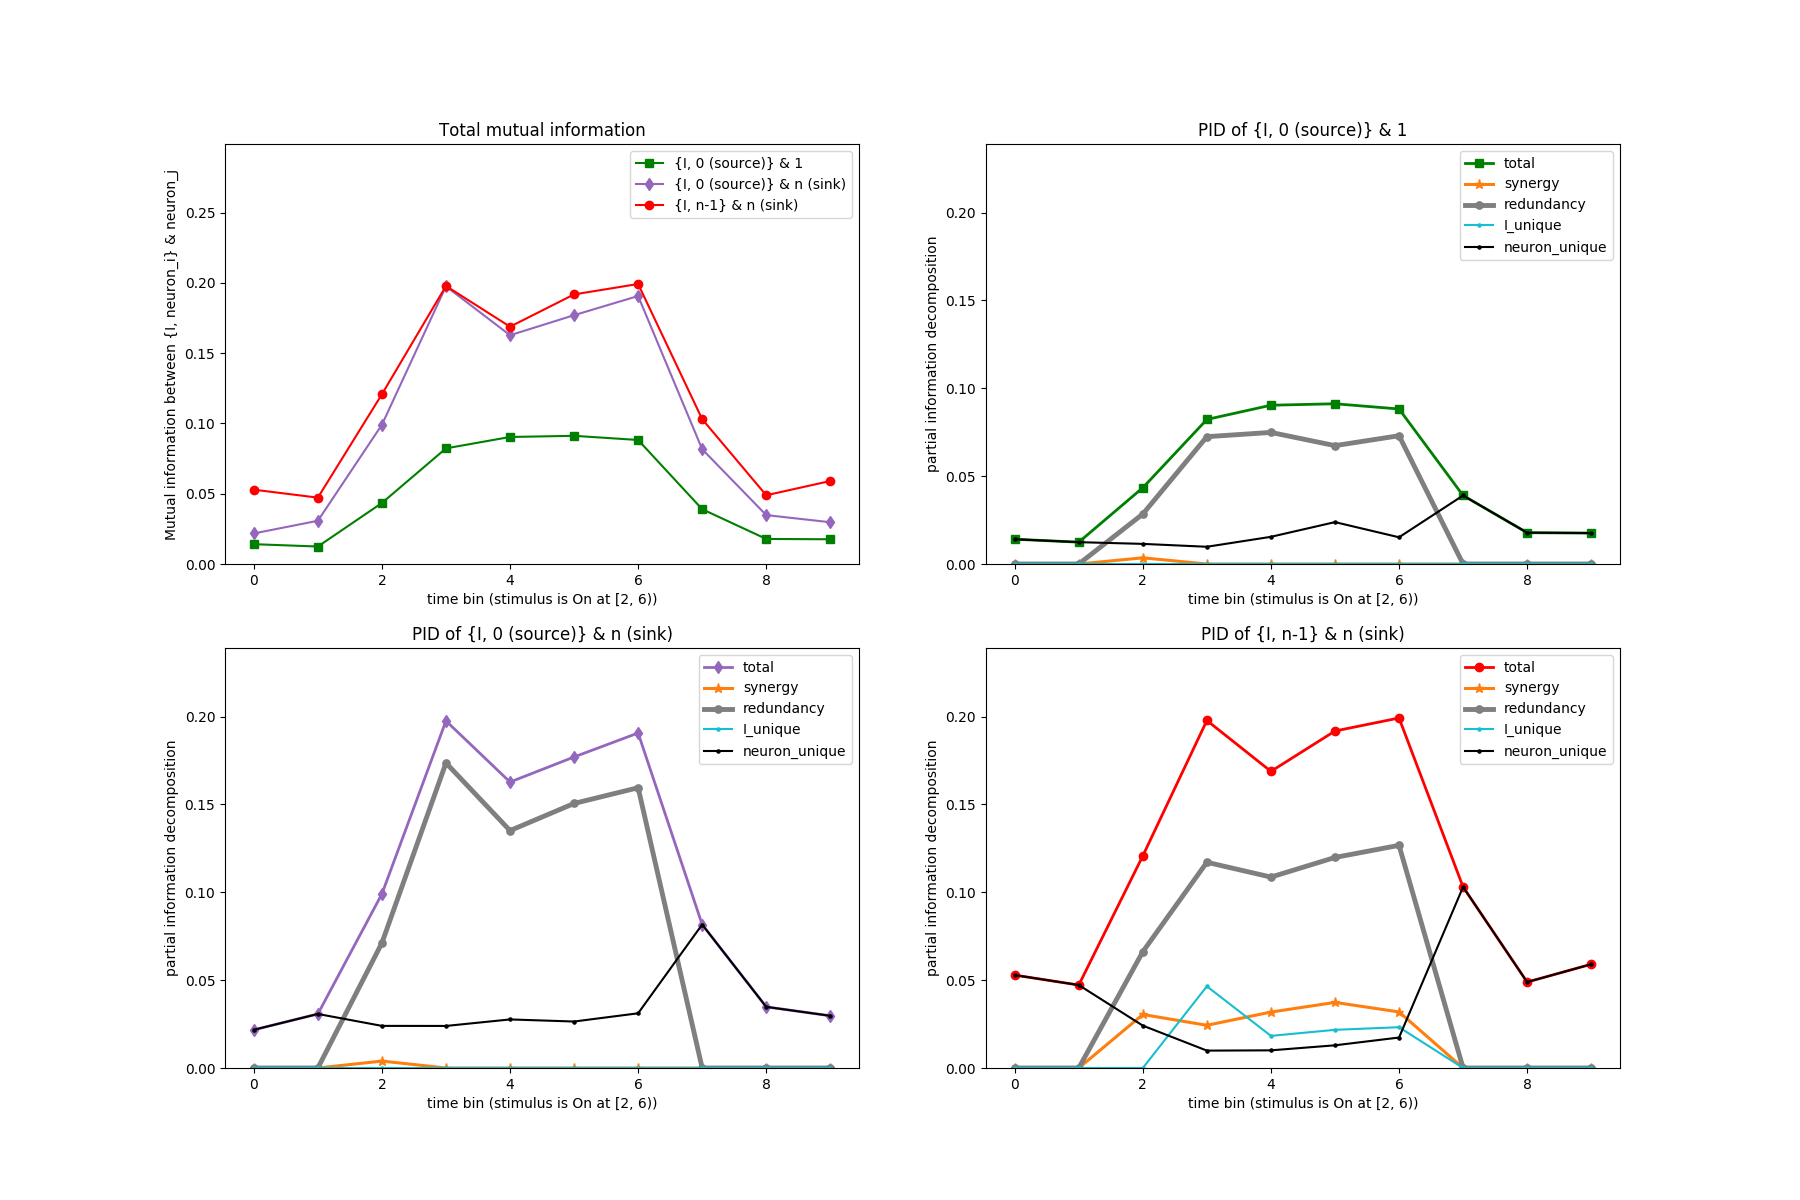 Total mutual information
Mutual information between {I, neuron_i} & neuron_j
0.25
0.20
0.15
0.10
0.05
0.00
{I, 0 (source)} & 1
{I, 0 (source)} & n (sink)
{I, n-1} & n (sink)
0 2 4 6 8
time bin (stimulus is On at [2, 6))
PID of {I, 0 (source)} & 1
partial information decomposition
0.20
0.15
0.10
0.05
0.00
total
synergy
redundancy
I_unique
neuron_unique
0 2 4 6 8
time bin (stimulus is On at [2, 6))
PID of {I, 0 (source)} & n (sink)
partial information decomposition
0.20
0.15
0.10
0.05
0.00
total
synergy
redundancy
I_unique
neuron_unique
0 2 4 6 8
time bin (stimulus is On at [2, 6))
PID of {I, n-1} & n (sink)
partial information decomposition
0.20
0.15
0.10
0.05
0.00
total
synergy
redundancy
I_unique
neuron_unique
0 2 4 6 8
time bin (stimulus is On at [2, 6))